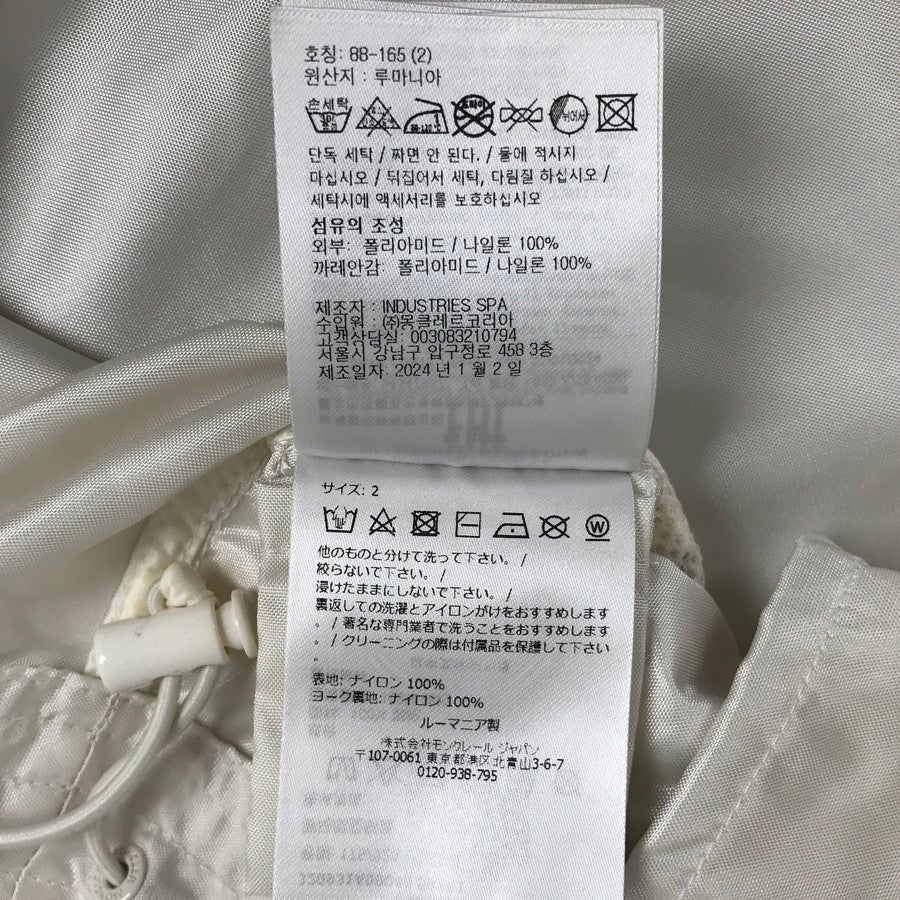 호칭: 88-165 (2)
원산지 : 루마니아
손세탁
단독 세탁 / 짜면 안 된다. / 물에 적시지
마십시오 / 뒤집어서 세탁, 다림질 하십시오 /
세탁시에 액세서리를 보호하십시오
섬유의 조성
외부: 폴리아미드 / 나일론 100%
까레안감: 폴리아미드 / 나일론 100%
제조자 : INDUSTRIES SPA
수입원 : ㈜몽클레르코리아
고객상담실: 003083210794
서울시 강남구 압구정로 458 3층
제조일자: 2024 년 1 월 2 일
サイズ: 2
W
他のものと分けて洗って下さい。/
絞らないで下さい。/
浸けたままにしないで下さい。/
裏返しての洗濯とアイロンがけをおすすめします
。/ 著名な専門業者で洗うことをおすすめします
。/ クリーニングの際は付属品を保護して下さい
。
表地: ナイロン 100%
ヨーク裏地: ナイロン 100%
ルーマニア製
株式会社モンクレール ジャパン
〒107-0061 東京都港区北青山3-6-7
0120-938-795